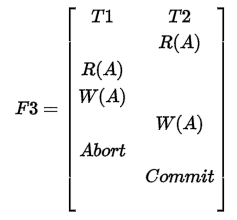 T1 T2
R(A)
R(A)
F3 = W(A)
W(A)
Abort
Commit